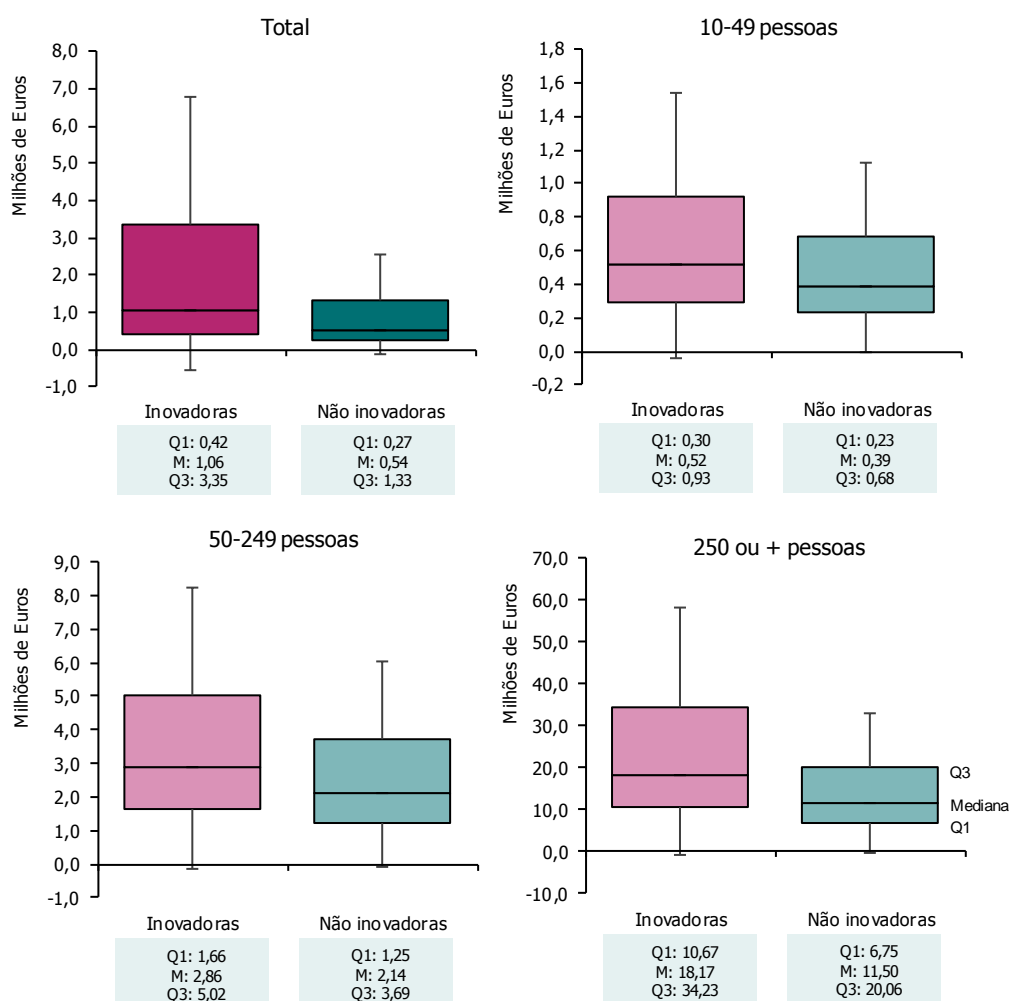 Total
Milhões de Euros
8,0
7,0
6,0
5,0
4,0
3,0
2,0
1,0
0,0
-1,0
Inovadoras
Não inovadoras
Q1: 0,42
M: 1,06
Q3: 3,35
Q1: 0,27
M: 0,54
Q3: 1,33
10-49 pessoas
Milhões de Euros
1,8
1,6
1,4
1,2
1,0
0,8
0,6
0,4
0,2
0,0
-0,2
Inovadoras
Não inovadoras
Q1: 0,30
M: 0,52
Q3: 0,93
Q1: 0,23
M: 0,39
Q3: 0,68
50-249 pessoas
Milhões de Euros
9,0
8,0
7,0
6,0
5,0
4,0
3,0
2,0
1,0
0,0
-1,0
Inovadoras
Não inovadoras
Q1: 1,66
M: 2,86
Q3: 5,02
Q1: 1,25
M: 2,14
Q3: 3,69
250 ou + pessoas
Milhões de Euros
70,0
60,0
50,0
40,0
30,0
20,0
10,0
0,0
-10,0
Q3
Mediana
Q1
Inovadoras
Não inovadoras
Q1: 10,67
M: 18,17
Q3: 34,23
Q1: 6,75
M: 11,50
Q3: 20,06